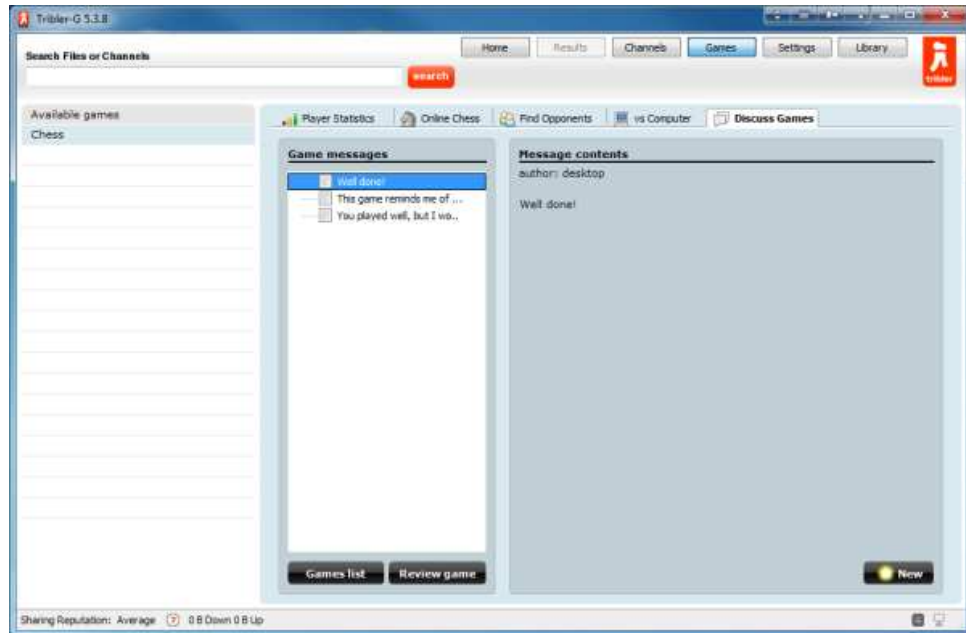 Tribler-G 5.3.8
Search Files or Channels
search
Home Results Channels Games Settings Library
tribler
Available games
Chess
Player Statistics Online Chess Find Opponents vs Computer Discuss Games
Game messages
Well done!
This game reminds me of ...
You played well, but I wo..
Games list Review game
Message contents
author: desktop
Well done!
New
Sharing Reputation: Average ? 0 B Down 0 B Up